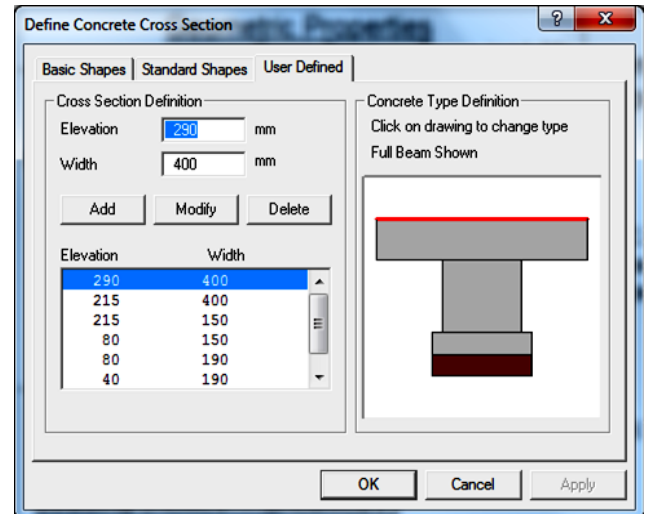 Define Concrete Cross Section
Basic Shapes Standard Shapes User Defined
Cross Section Definition
Elevation 290 mm
Width 400 mm
Add Modify Delete
Elevation Width
290 400
215 400
215 150
80 150
80 190
40 190
Concrete Type Definition
Click on drawing to change type
Full Beam Shown
OK Cancel Apply